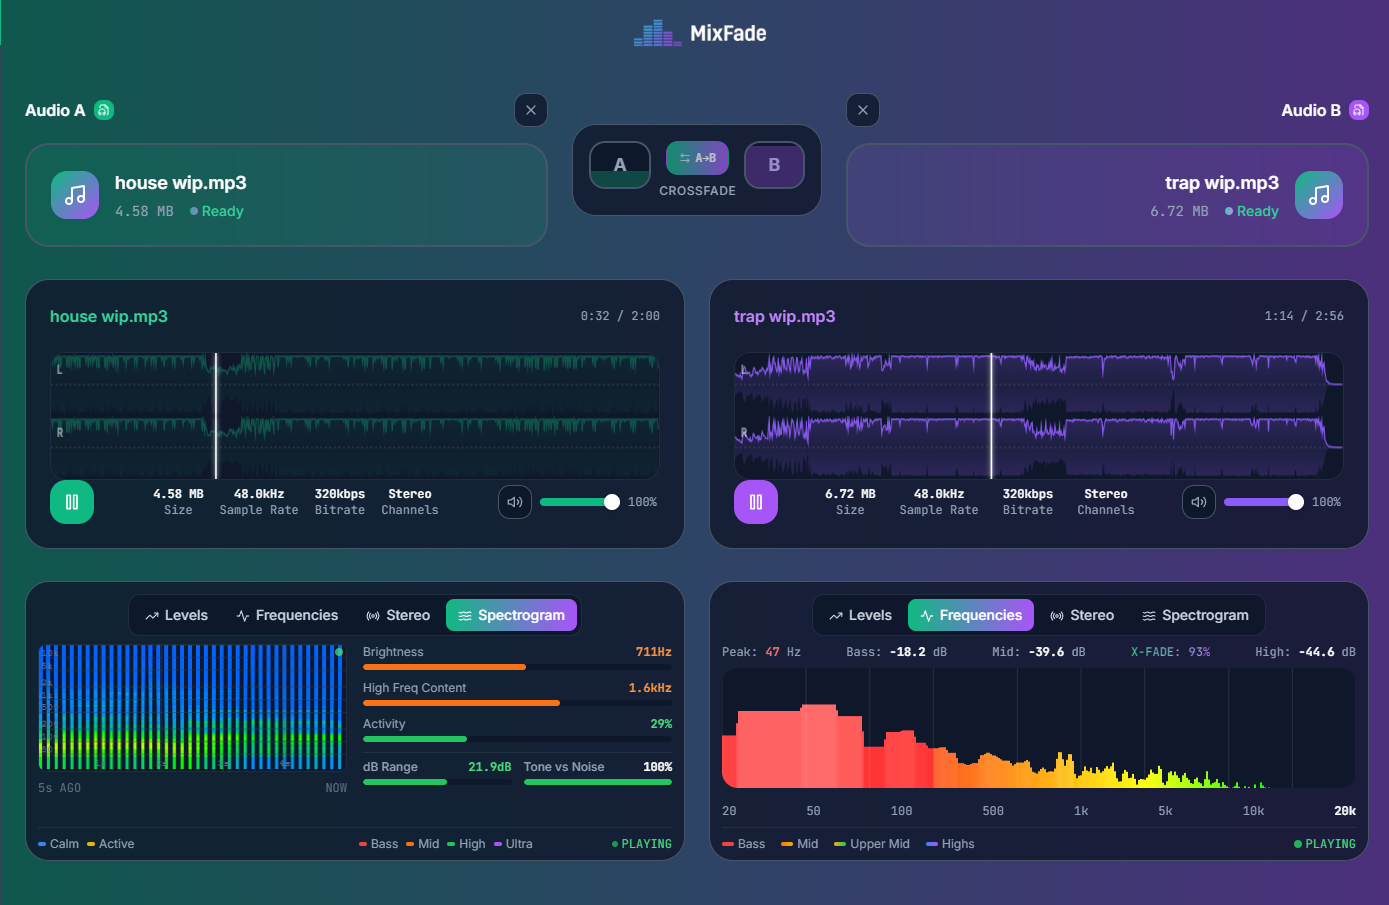 MixFade
Audio A
Audio B
house wip.mp3
4.58 MB Ready
A
A→B
B
CROSSFADE
trap wip.mp3
6.72 MB Ready
house wip.mp3
0:32 / 2:00
L
R
4.58 MB 48.0kHz 320kbps Stereo
Size Sample Rate Bitrate Channels
100%
trap wip.mp3
1:14 / 2:56
L
R
6.72 MB 48.0kHz 320kbps Stereo
Size Sample Rate Bitrate Channels
100%
Levels Frequencies Stereo Spectrogram
Brightness 711Hz
High Freq Content 1.6kHz
Activity 29%
dB Range 21.9dB Tone vs Noise 100%
5s AGO NOW
Calm Active Bass Mid High Ultra PLAYING
Levels Frequencies Stereo Spectrogram
Peak: 47 Hz Bass: -18.2 dB Mid: -39.6 dB X-FADE: 93% High: -44.6 dB
20 50 100 500 1k 5k 10k 20k
Bass Mid Upper Mid Highs PLAYING